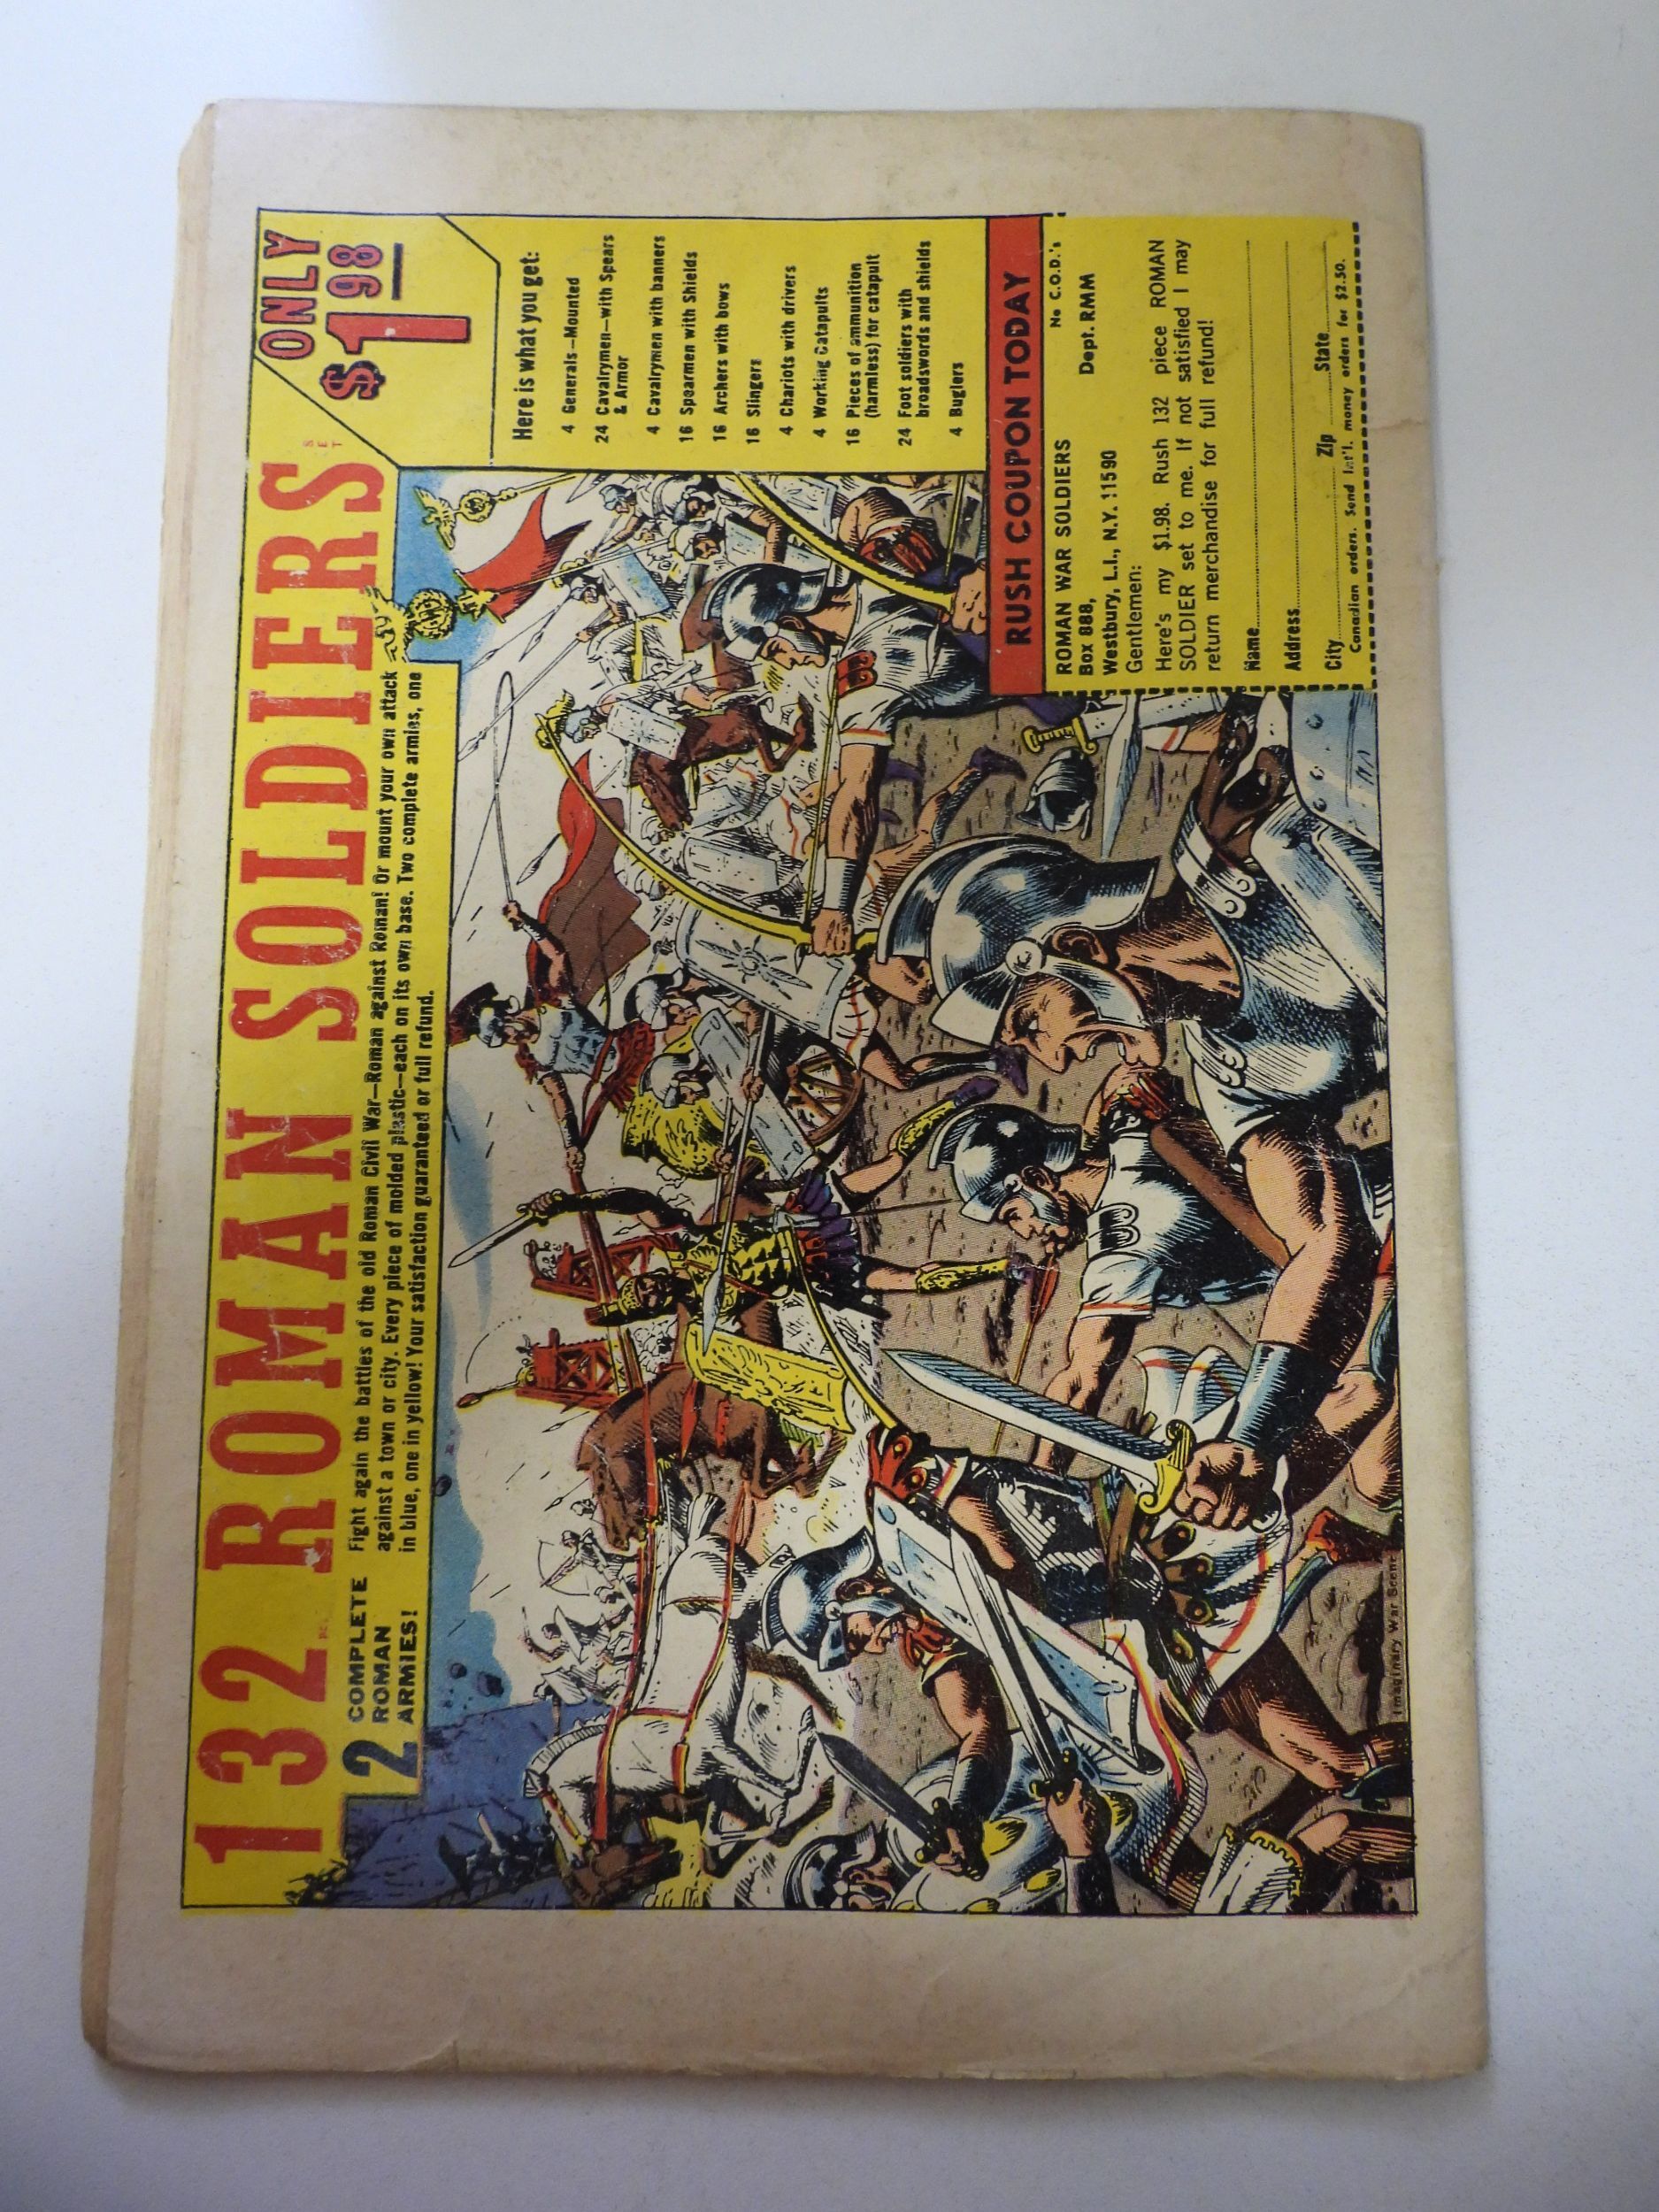 132 ROMAN SOLDIERS
SET
ONLY
$1.98
2 COMPLETE
ROMAN
ARMIES!
Fight again the battles of the old Roman Civil War—Roman against Roman! Or mount your own attack
against a town or city. Every piece of molded plastic—each on its own base. Two complete armies, one
in blue, one in yellow! Your satisfaction guaranteed or full refund.
Here is what you get:
4 Generals—Mounted
24 Cavalrymen—with Spears
& Armor
4 Cavalrymen with banners
16 Spearmen with Shields
16 Archers with bows
16 Slingers
4 Chariots with drivers
4 Working Catapults
16 Pieces of ammunition
(harmless) for catapult
24 Foot soldiers with
broadswords and shields
4 Buglers
RUSH COUPON TODAY
ROMAN WAR SOLDIERS No C.O.D.'s
Box 888, Dept. RMM
Westbury, L.I., N.Y. 11590
Gentlemen:
Here's my $1.98. Rush 132 piece ROMAN
SOLDIER set to me. If not satisfied I may
return merchandise for full refund!
Name
Address
City Zip State
Canadian orders. Send Int'l. money orders for $2.50.
Imaginary War Scene